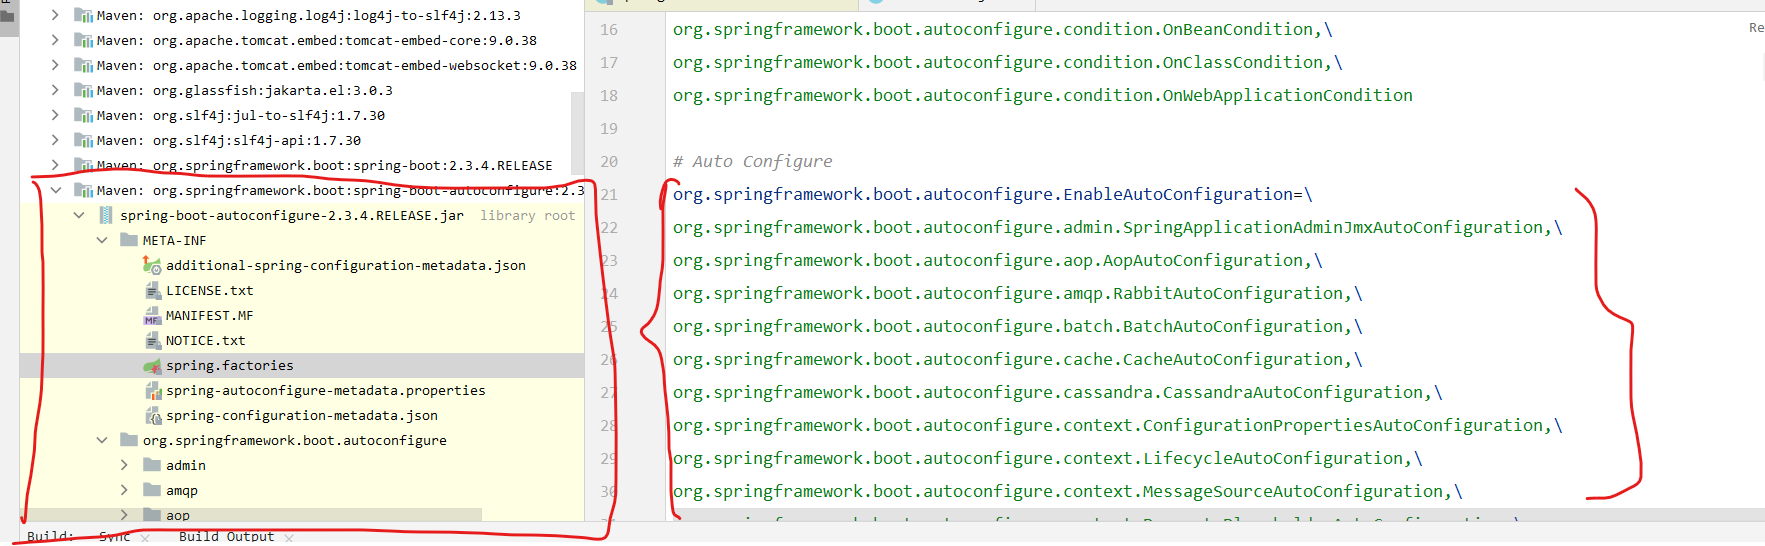 Maven: org.apache.logging.log4j:log4j-to-slf4j:2.13.3
Maven: org.apache.tomcat.embed:tomcat-embed-core:9.0.38
Maven: org.apache.tomcat.embed:tomcat-embed-websocket:9.0.38
Maven: org.glassfish:jakarta.el:3.0.3
Maven: org.slf4j:jul-to-slf4j:1.7.30
Maven: org.slf4j:slf4j-api:1.7.30
Maven: org.springframework.boot:spring-boot:2.3.4.RELEASE
Maven: org.springframework.boot:spring-boot-autoconfigure:2.3
spring-boot-autoconfigure-2.3.4.RELEASE.jar library root
META-INF
additional-spring-configuration-metadata.json
LICENSE.txt
MANIFEST.MF
NOTICE.txt
spring.factories
spring-autoconfigure-metadata.properties
spring-configuration-metadata.json
org.springframework.boot.autoconfigure
admin
amqp
aop
Build: Sync Build Output
16 org.springframework.boot.autoconfigure.condition.OnBeanCondition,\
17 org.springframework.boot.autoconfigure.condition.OnClassCondition,\
18 org.springframework.boot.autoconfigure.condition.OnWebApplicationCondition
19
20 # Auto Configure
21 org.springframework.boot.autoconfigure.EnableAutoConfiguration=\
22 org.springframework.boot.autoconfigure.admin.SpringApplicationAdminJmxAutoConfiguration,\
23 org.springframework.boot.autoconfigure.aop.AopAutoConfiguration,\
24 org.springframework.boot.autoconfigure.amqp.RabbitAutoConfiguration,\
25 org.springframework.boot.autoconfigure.batch.BatchAutoConfiguration,\
26 org.springframework.boot.autoconfigure.cache.CacheAutoConfiguration,\
27 org.springframework.boot.autoconfigure.cassandra.CassandraAutoConfiguration,\
28 org.springframework.boot.autoconfigure.context.ConfigurationPropertiesAutoConfiguration,\
29 org.springframework.boot.autoconfigure.context.LifecycleAutoConfiguration,\
30 org.springframework.boot.autoconfigure.context.MessageSourceAutoConfiguration,\
Re